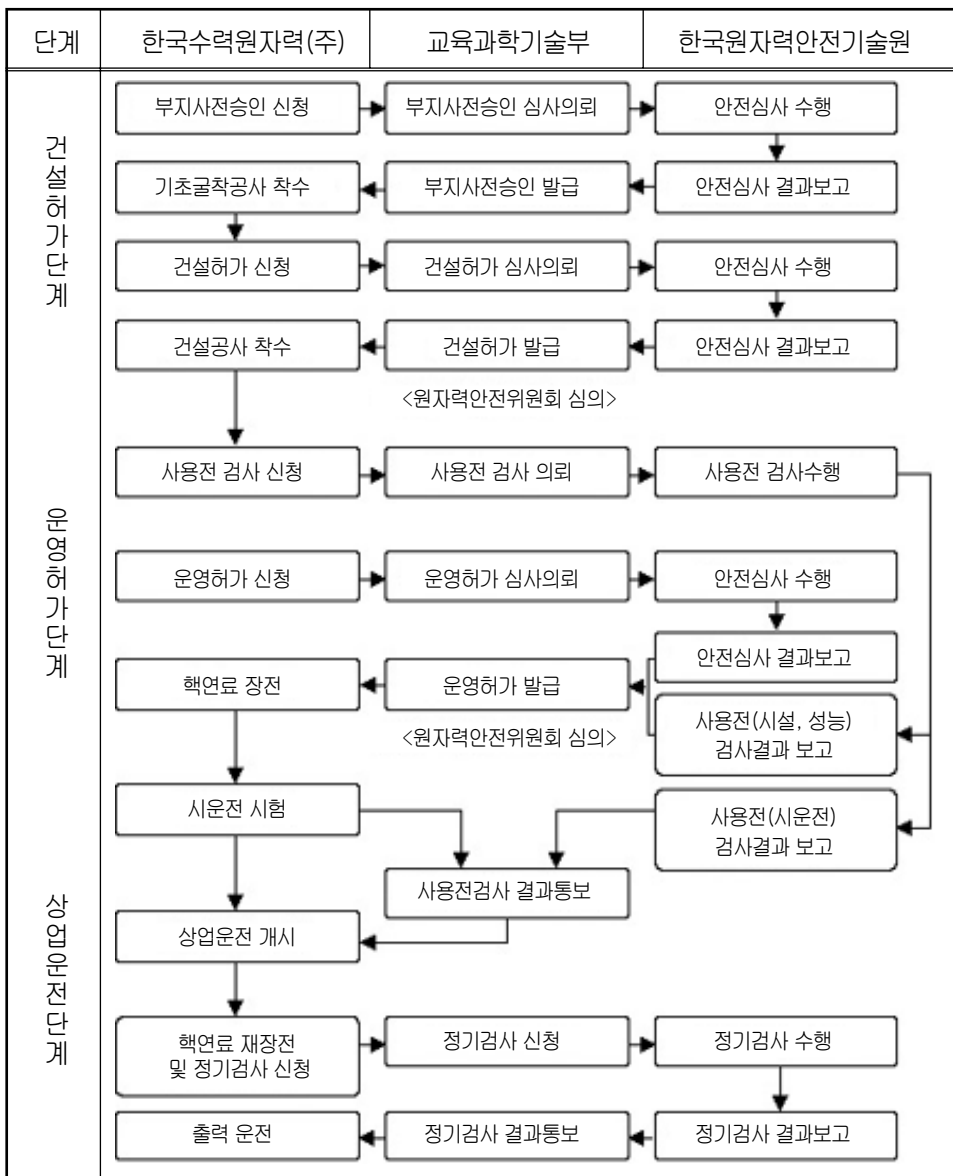 단계 한국수력원자력(주) 교육과학기술부 한국원자력안전기술원
건설허가단계
부지사전승인 신청 부지사전승인 심사의뢰 안전심사 수행
기초굴착공사 착수 부지사전승인 발급 안전심사 결과보고
건설허가 신청 건설허가 심사의뢰 안전심사 수행
건설공사 착수 건설허가 발급 안전심사 결과보고
<원자력안전위원회 심의>
운영허가단계
사용전 검사 신청 사용전 검사 의뢰 사용전 검사수행
운영허가 신청 운영허가 심사의뢰 안전심사 수행
안전심사 결과보고
핵연료 장전 운영허가 발급
<원자력안전위원회 심의>
사용전(시설, 성능)
검사결과 보고
시운전 시험
사용전(시운전)
검사결과 보고
사용전검사 결과통보
상업운전단계
상업운전 개시
핵연료 재장전
및 정기검사 신청
정기검사 신청 정기검사 수행
출력 운전 정기검사 결과통보 정기검사 결과보고